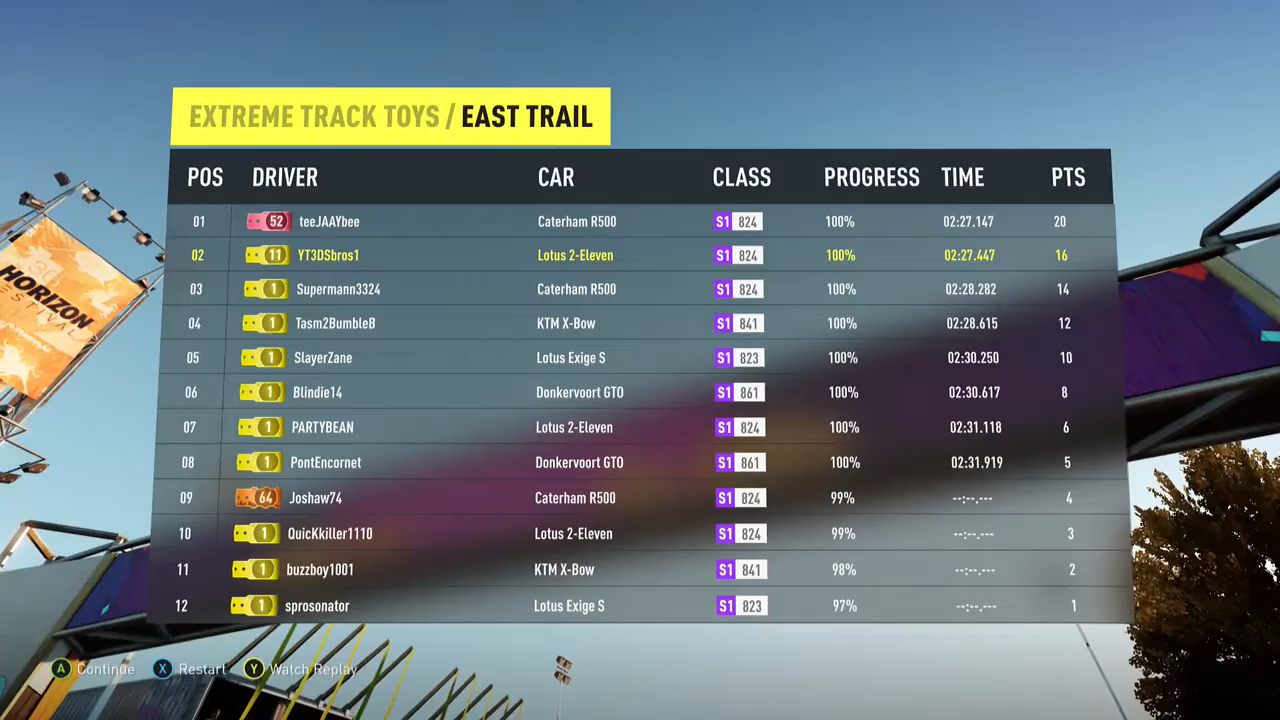 EXTREME TRACK TOYS / EAST TRAIL
POS DRIVER CAR CLASS PROGRESS TIME PTS
01 52 teeJAAYbee Caterham R500 S1 824 100% 02:27.147 20
02 11 YT3DSbros1 Lotus 2-Eleven S1 824 100% 02:27.447 16
03 1 Supermann3324 Caterham R500 S1 824 100% 02:28.282 14
04 1 Tasm2BumbleB KTM X-Bow S1 841 100% 02:28.615 12
05 1 SlayerZane Lotus Exige S S1 823 100% 02:30.250 10
06 1 Blindie14 Donkervoort GTO S1 861 100% 02:30.617 8
07 1 PARTYBEAN Lotus 2-Eleven S1 824 100% 02:31.118 6
08 1 PontEncornet Donkervoort GTO S1 861 100% 02:31.919 5
09 64 Joshaw74 Caterham R500 S1 824 99% --:--.--- 4
10 1 QuicKkiller1110 Lotus 2-Eleven S1 824 99% --:--.--- 3
11 1 buzzboy1001 KTM X-Bow S1 841 98% --:--.--- 2
12 1 sprosonator Lotus Exige S S1 823 97% --:--.--- 1
HORIZON
FESTIVAL
A Continue X Restart Y Watch Replay